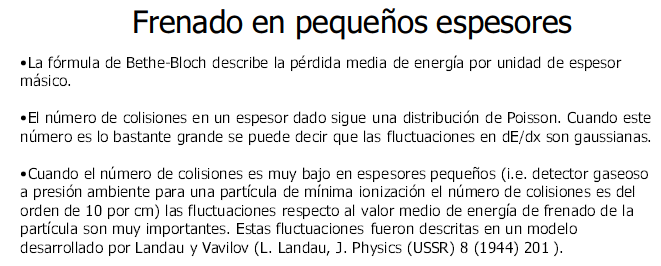 Frenado en pequeños espesores
•La fórmula de Bethe-Bloch describe la pérdida media de energía por unidad de espesor
másico.
•El número de colisiones en un espesor dado sigue una distribución de Poisson. Cuando este
número es lo bastante grande se puede decir que las fluctuaciones en dE/dx son gaussianas.
•Cuando el número de colisiones es muy bajo en espesores pequeños (i.e. detector gaseoso
a presión ambiente para una partícula de mínima ionización el número de colisiones es del
orden de 10 por cm) las fluctuaciones respecto al valor medio de energía de frenado de la
partícula son muy importantes. Estas fluctuaciones fueron descritas en un modelo
desarrollado por Landau y Vavilov (L. Landau, J. Physics (USSR) 8 (1944) 201 ).